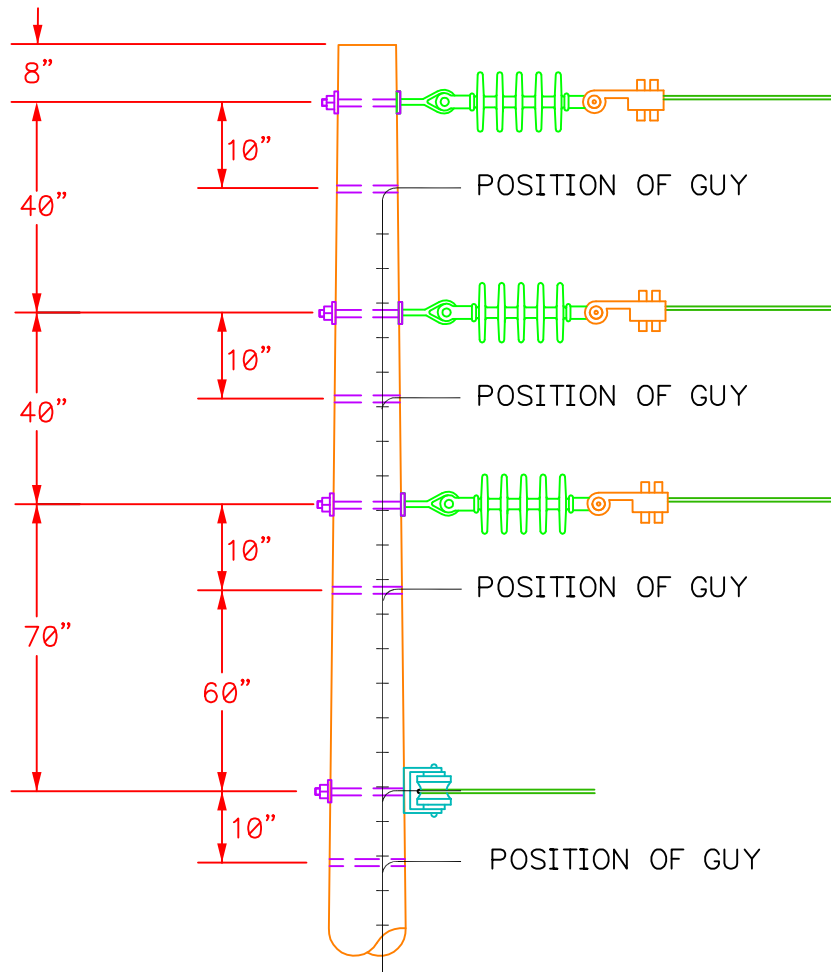 8”
10”
POSITION OF GUY
40”
10”
POSITION OF GUY
40”
10”
POSITION OF GUY
70”
60”
10”
POSITION OF GUY